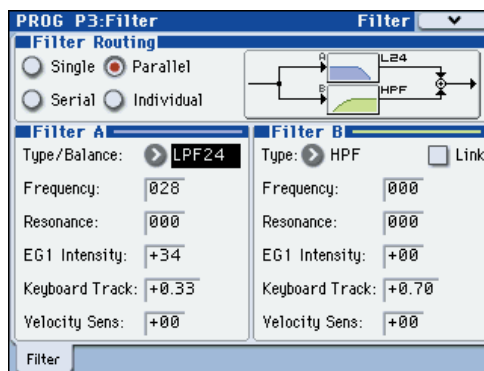 PROG P3:Filter Filter
Filter Routing
Single Parallel
Serial Individual
A L24
B HPF
Filter A
Type/Balance: LPF24
Frequency: 028
Resonance: 000
EG1 Intensity: +34
Keyboard Track: +0.33
Velocity Sens: +00
Filter B
Type: HPF Link
Frequency: 000
Resonance: 000
EG1 Intensity: +00
Keyboard Track: +0.70
Velocity Sens: +00
Filter